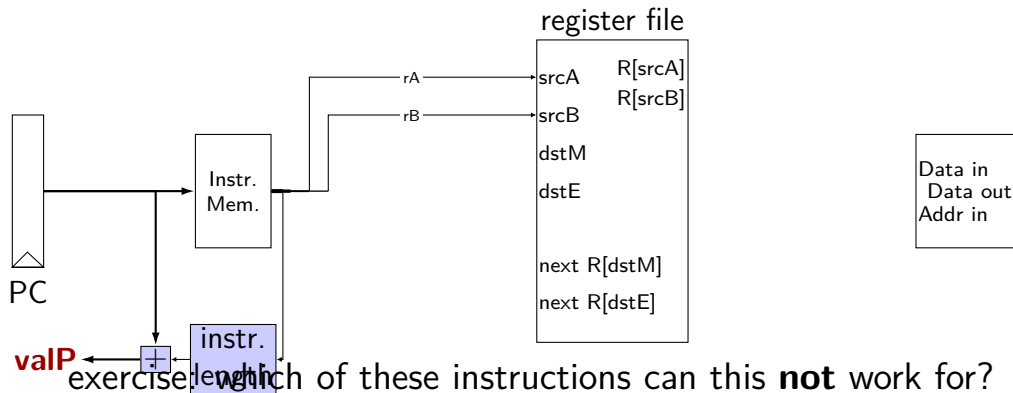 register file
rA
srcA
R[srcA]
R[srcB]
rB
srcB
dstM
dstE
next R[dstM]
next R[dstE]
Instr.
Mem.
Data in
Data out
Addr in
PC
instr.
length
+
valP
exercise: which of these instructions can this not work for?